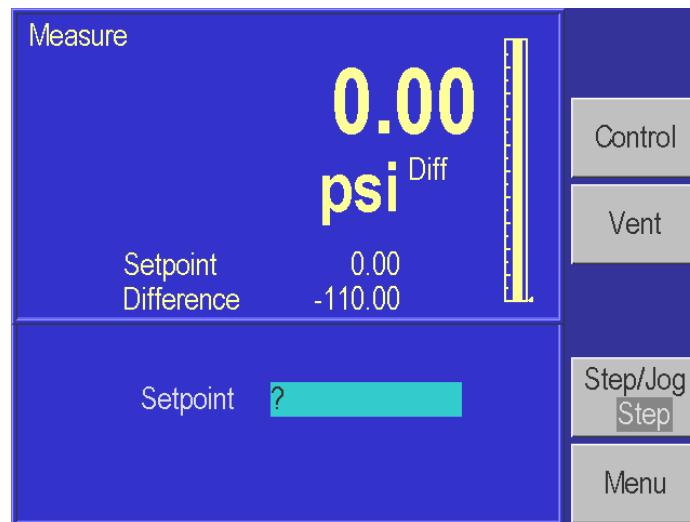 Measure
0.00
psi Diff
Setpoint 0.00
Difference -110.00
Setpoint ?
Control
Vent
Step/Jog
Step
Menu